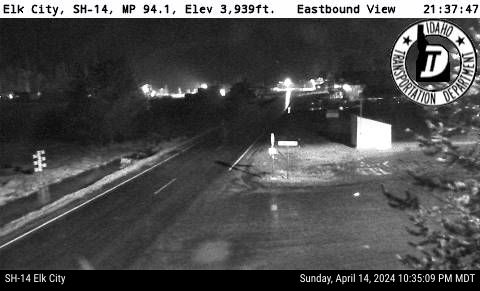 Elk City, SH-14, MP 94.1, Elev 3,939ft. Eastbound View 21:37:47
IDAHO
TRANSPORTATION DEPARTMENT
SH-14 Elk City Sunday, April 14, 2024 10:35:09 PM MDT